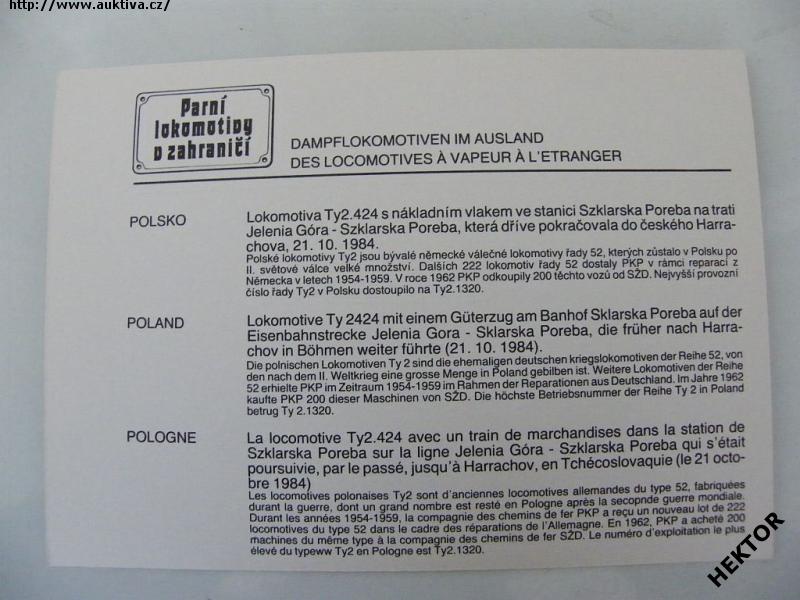 http://www.auktiva.cz/
Parní
lokomotivy
v zahraničí
DAMPFLOKOMOTIVEN IM AUSLAND
DES LOCOMOTIVES À VAPEUR À L'ETRANGER
POLSKO
Lokomotiva Ty2.424 s nákladním vlakem ve stanici Szklarska Poreba na trati
Jelenia Góra - Szklarska Poreba, která dříve pokračovala do českého Harra-
chova, 21. 10. 1984.
Polské lokomotivy Ty2 jsou bývalé německé válečné lokomotivy řady 52, kterých zůstalo v Polsku po
II. světové válce velké množství. Dalších 222 lokomotiv řady 52 dostaly PKP v rámci reparací z
Německa v letech 1954-1959. V roce 1962 PKP odkoupily 200 těchto vozů od SŽD. Nejvyšší provozní
číslo řady Ty2 v Polsku dostoupilo na Ty2.1320.
POLAND
Lokomotive Ty 2424 mit einem Güterzug am Banhof Sklarska Poreba auf der
Eisenbahnstrecke Jelenia Gora - Sklarska Poreba, die früher nach Harra-
chov in Böhmen weiter führte (21. 10. 1984).
Die polnischen Lokomotiven Ty 2 sind die ehemaligen deutschen kriegslokomotiven der Reihe 52, von
den nach dem II. Weltkrieg eine grosse Menge in Poland gebilben ist. Weitere Lokomotiven der Reihe
52 erhielte PKP im Zeitraum 1954-1959 im Rahmen der Reparationen aus Deutschland. Im Jahre 1962
kaufte PKP 200 dieser Maschinen von SŽD. Die höchste Betriebsnummer der Reihe Ty 2 in Poland
betrug Ty 2.1320.
POLOGNE
La locomotive Ty2.424 avec un train de marchandises dans la station de
Szklarska Poreba sur la ligne Jelenia Góra - Szklarska Poreba qui s'était
poursuivie, par le passé, jusqu'à Harrachov, en Tchécoslovaquie (le 21 octo-
bre 1984)
Les locomotives polonaises Ty2 sont d'anciennes locomotives allemandes du type 52, fabriquées
durant la guerre, dont un grand nombre est resté en Pologne après la secopnde guerre mondiale.
Durant les années 1954-1959, la compagnie des chemins de fer PKP a reçu un nouveau lot de 222
locomotives du type 52 dans le cadre des réparations de l'Allemagne. En 1962, PKP a acheté 200
machines du même type à la compagnie des chemins de fer SŽD. Le numéro d'exploitation le plus
élevé du typeww Ty2 en Pologne est Ty2.1320.
HEKTOR